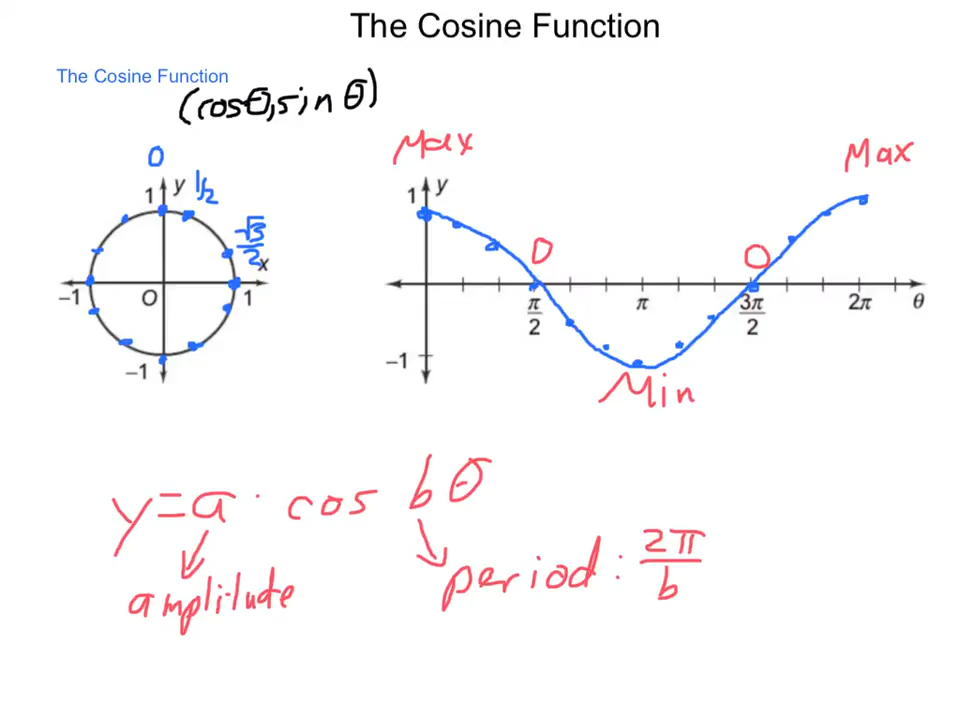 The Cosine Function
The Cosine Function
(cosθ, sin θ)
0
1 y 1/2
√3/2
x
−1 O 1
−1
Max
Max
1 y
0
0
π/2 π 3π/2 2π θ
−1
Min
y = a · cos bθ
amplitude
period : 2π/b